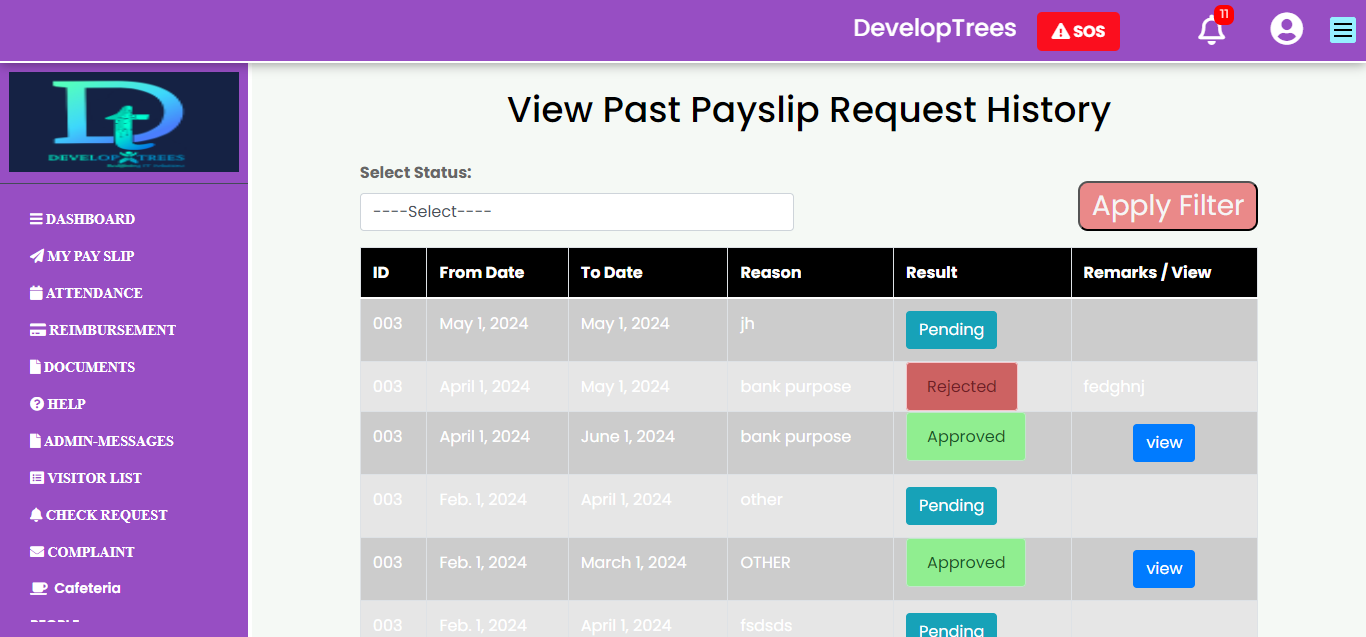 DevelopTrees
SOS
11
DEVELOP TREES
View Past Payslip Request History
DASHBOARD
MY PAY SLIP
ATTENDANCE
REIMBURSEMENT
DOCUMENTS
HELP
ADMIN-MESSAGES
VISITOR LIST
CHECK REQUEST
COMPLAINT
Cafeteria
PEOPLE
Select Status:
----Select----
Apply Filter
ID From Date To Date Reason Result Remarks / View
003 May 1, 2024 May 1, 2024 jh Pending
003 April 1, 2024 May 1, 2024 bank purpose Rejected fedghnj
003 April 1, 2024 June 1, 2024 bank purpose Approved view
003 Feb. 1, 2024 April 1, 2024 other Pending
003 Feb. 1, 2024 March 1, 2024 OTHER Approved view
003 Feb. 1, 2024 April 1, 2024 fsdsds Pending